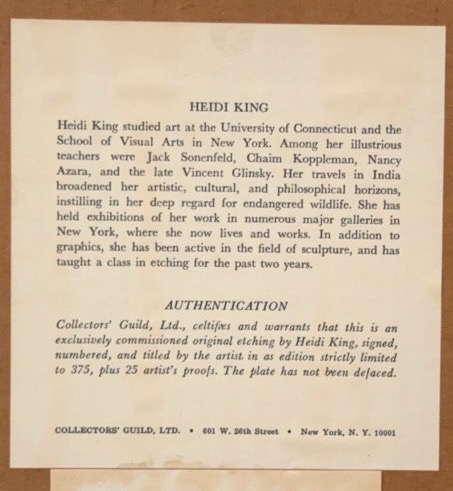 HEIDI KING
Heidi King studied art at the University of Connecticut and the
School of Visual Arts in New York. Among her illustrious
teachers were Jack Sonenfeld, Chaim Koppleman, Nancy
Azara, and the late Vincent Glinsky. Her travels in India
broadened her artistic, cultural, and philosophical horizons,
instilling in her deep regard for endangered wildlife. She has
held exhibitions of her work in numerous major galleries in
New York, where she now lives and works. In addition to
graphics, she has been active in the field of sculpture, and has
taught a class in etching for the past two years.
AUTHENTICATION
Collectors' Guild, Ltd., celtifies and warrants that this is an
exclusively commissioned original etching by Heidi King, signed,
numbered, and titled by the artist in as edition strictly limited
to 375, plus 25 artist's proofs. The plate has not been defaced.
COLLECTORS' GUILD, LTD. • 601 W. 26th Street • New York, N. Y. 10001